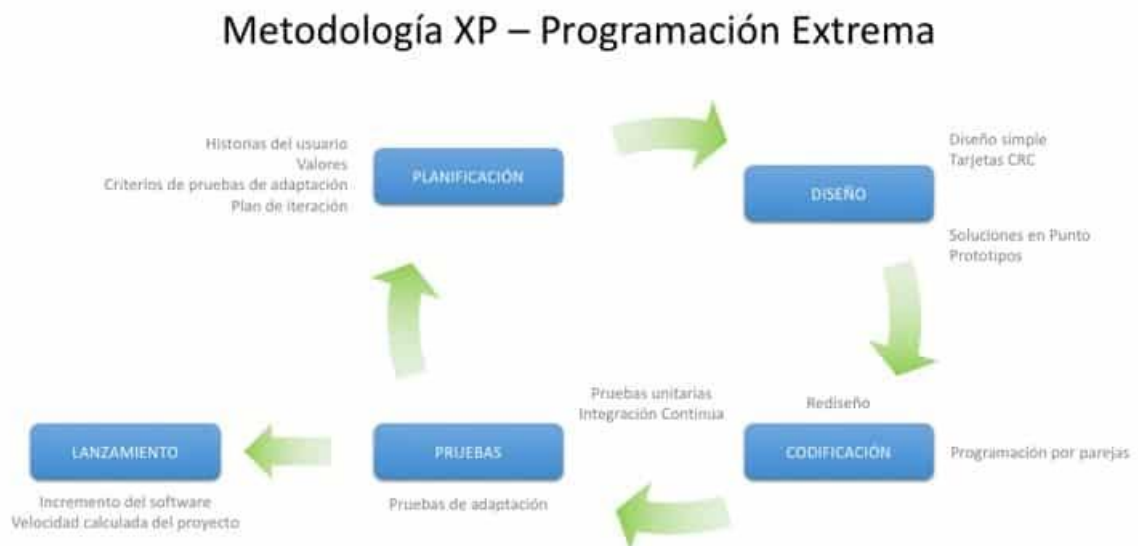 Metodología XP – Programación Extrema
Historias del usuario
Valores
Criterios de pruebas de adaptación
Plan de iteración
PLANIFICACIÓN
Diseño simple
Tarjetas CRC
DISEÑO
Soluciones en Punto
Prototipos
Pruebas unitarias
Integración Continua
Rediseño
CODIFICACIÓN
Programación por parejas
PRUEBAS
Pruebas de adaptación
LANZAMIENTO
Incremento del software
Velocidad calculada del proyecto